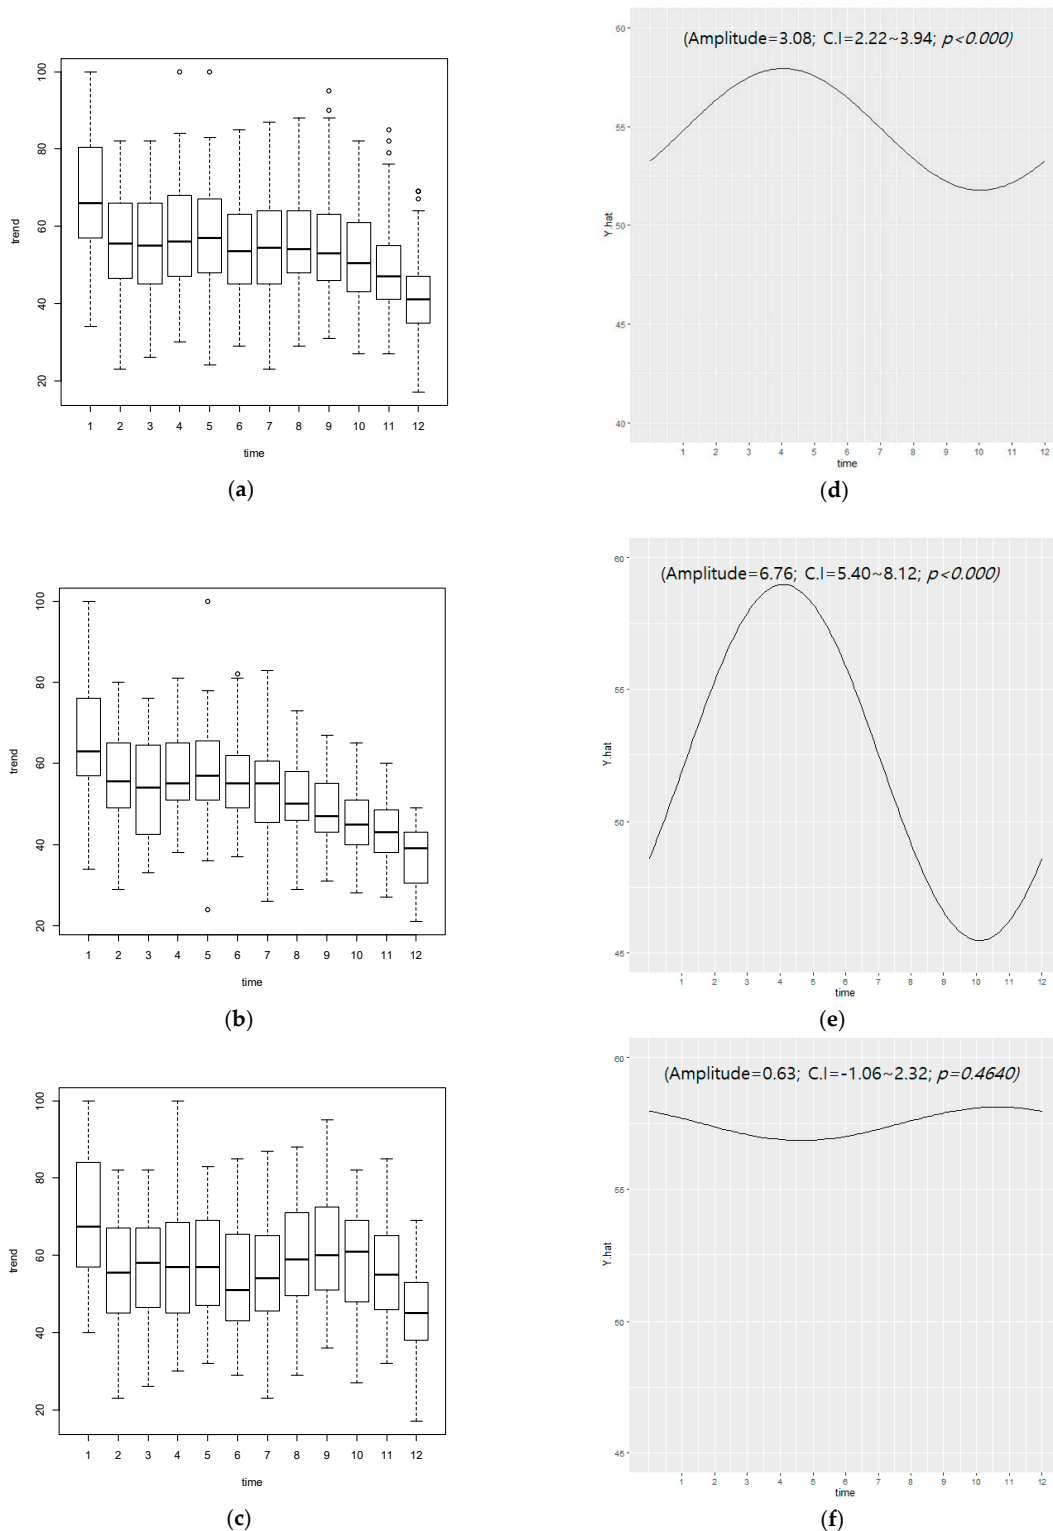 100
80
60
40
20
trend
1 2 3 4 5 6 7 8 9 10 11 12
time
(a)
(Amplitude=3.08; C.I=2.22~3.94; p<0.000)
60
55
50
45
40
Y.hat
1 2 3 4 5 6 7 8 9 10 11 12
time
(d)
100
80
60
40
20
trend
1 2 3 4 5 6 7 8 9 10 11 12
time
(b)
(Amplitude=6.76; C.I=5.40~8.12; p<0.000)
60
55
50
45
Y.hat
1 2 3 4 5 6 7 8 9 10 11 12
time
(e)
100
80
60
40
20
trend
1 2 3 4 5 6 7 8 9 10 11 12
time
(c)
(Amplitude=0.63; C.I=-1.06~2.32; p=0.4640)
60
55
50
45
Y.hat
1 2 3 4 5 6 7 8 9 10 11 12
time
(f)